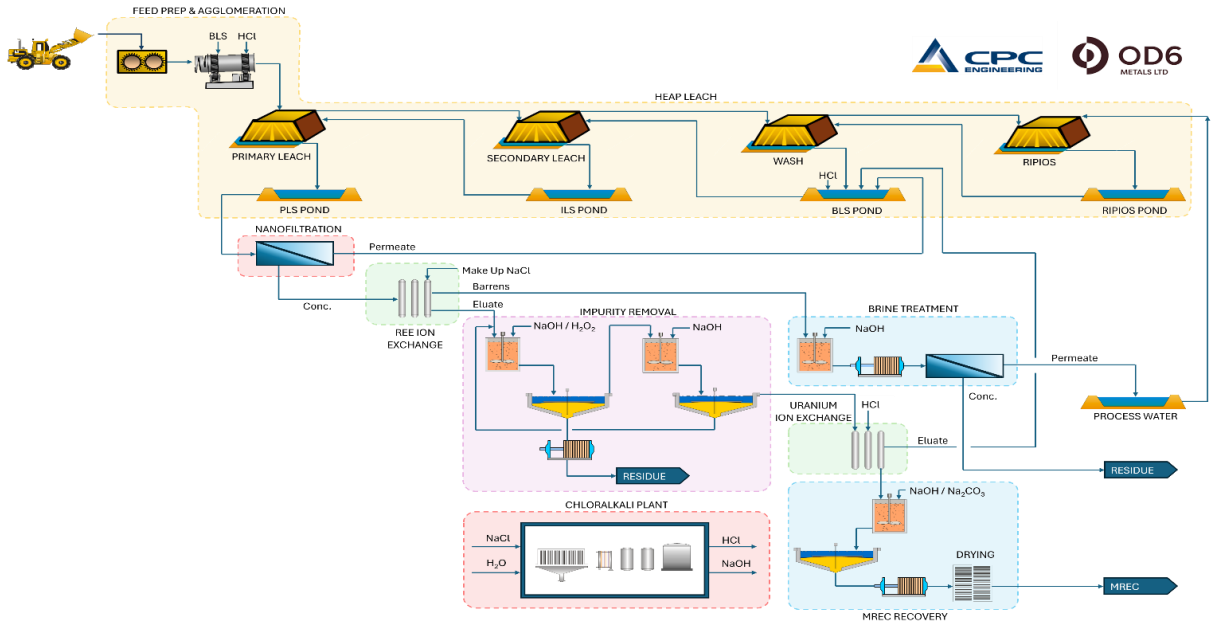 FEED PREP & AGGLOMERATION
BLS
HCl
CPC
ENGINEERING
OD6
METALS LTD
HEAP LEACH
PRIMARY LEACH
SECONDARY LEACH
WASH
RIPIOS
HCl
PLS POND
ILS POND
BLS POND
RIPIOS POND
NANOFILTRATION
Permeate
Make Up NaCl
Barrens
Conc.
Eluate
REE ION
EXCHANGE
IMPURITY REMOVAL
NaOH / H₂O₂
NaOH
BRINE TREATMENT
NaOH
Permeate
Conc.
PROCESS WATER
URANIUM
ION EXCHANGE
HCl
Eluate
RESIDUE
RESIDUE
NaOH / Na₂CO₃
CHLORALKALI PLANT
NaCl
H₂O
HCl
NaOH
DRYING
MREC
MREC RECOVERY